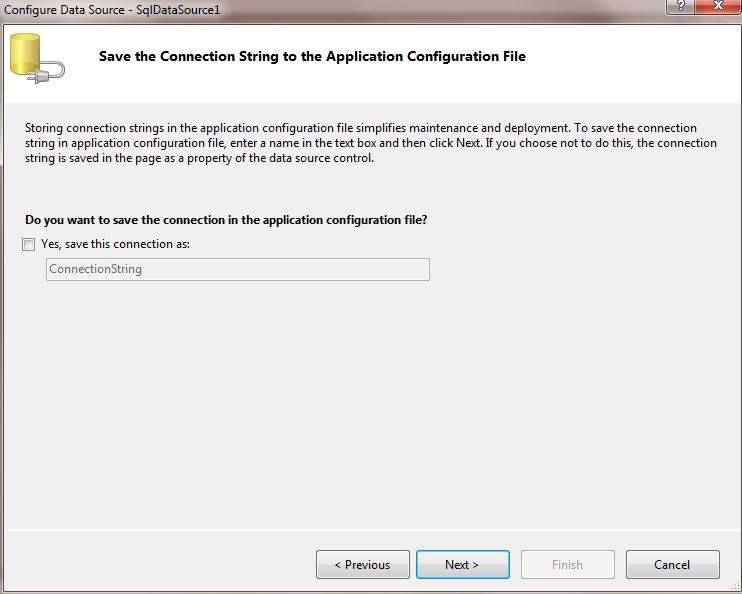 Configure Data Source - SqlDataSource1
?
Save the Connection String to the Application Configuration File
Storing connection strings in the application configuration file simplifies maintenance and deployment. To save the connection
string in application configuration file, enter a name in the text box and then click Next. If you choose not to do this, the connection
string is saved in the page as a property of the data source control.
Do you want to save the connection in the application configuration file?
Yes, save this connection as:
ConnectionString
< Previous
Next >
Finish
Cancel